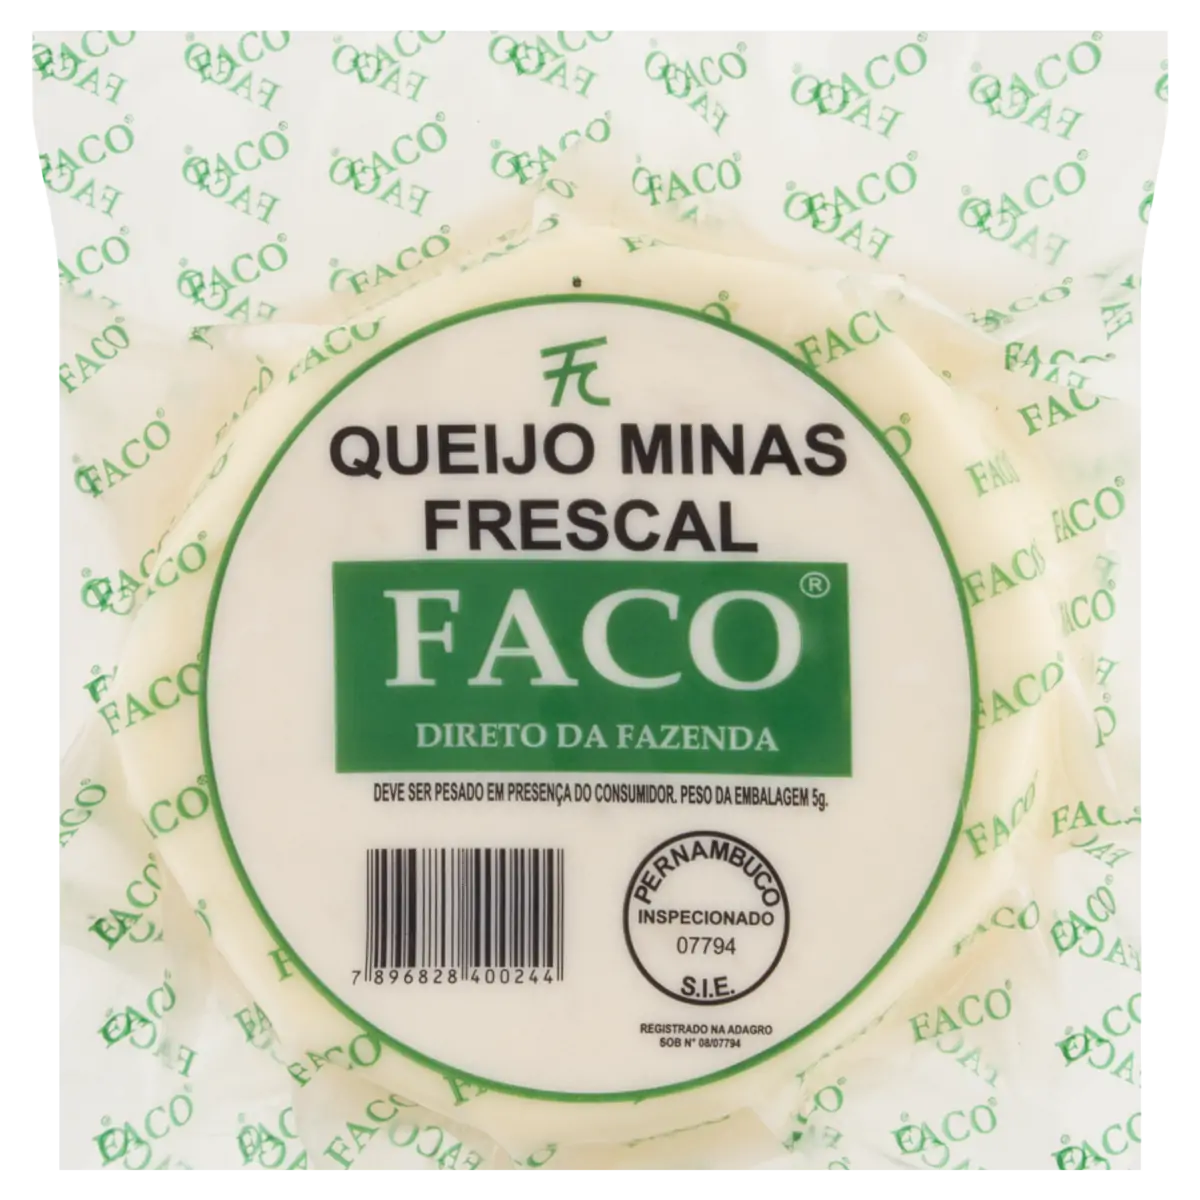 FC
QUEIJO MINAS
FRESCAL
FACO®
DIRETO DA FAZENDA
DEVE SER PESADO EM PRESENÇA DO CONSUMIDOR. PESO DA EMBALAGEM 5g.
PERNAMBUCO
INSPECIONADO
07794
S.I.E.
7 896828 400244
REGISTRADO NA ADAGRO
SOB N° 08/07794